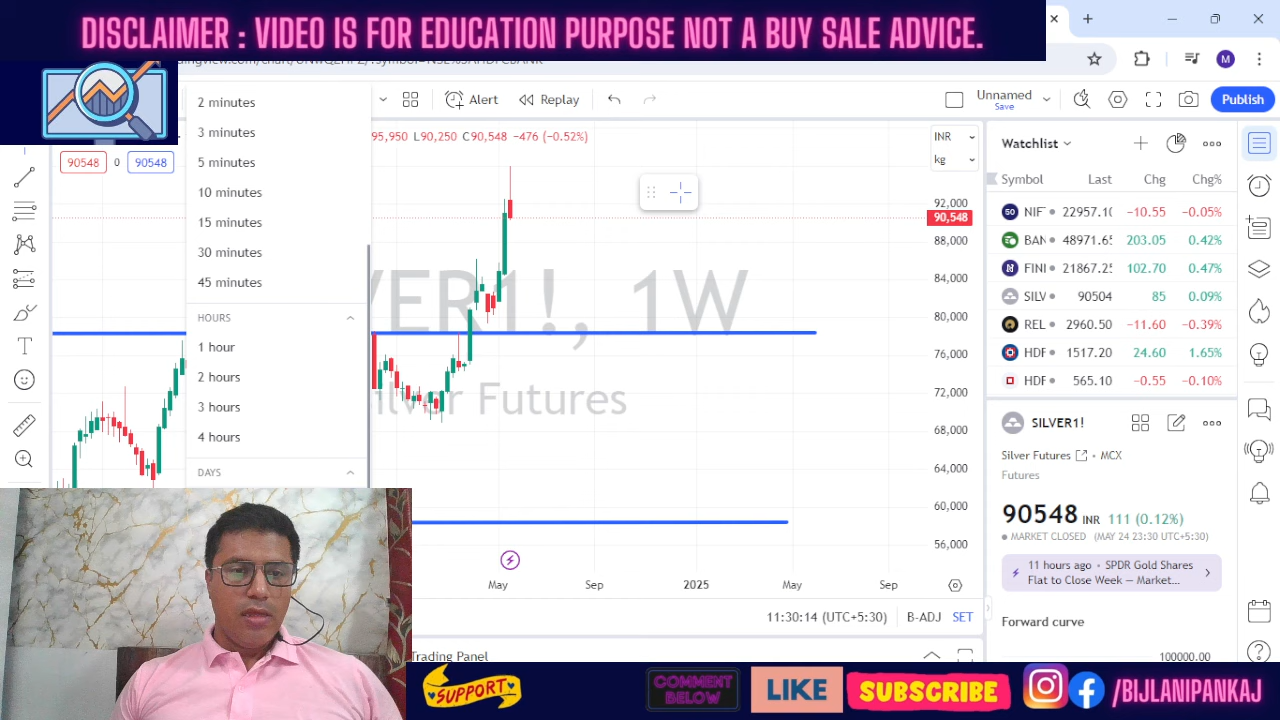 DISCLAIMER : VIDEO IS FOR EDUCATION PURPOSE NOT A BUY SALE ADVICE.
Alert
Replay
Unnamed
Save
Publish
2 minutes
3 minutes
5 minutes
10 minutes
15 minutes
30 minutes
45 minutes
HOURS
1 hour
2 hours
3 hours
4 hours
DAYS
95,950 L90,250 C90,548 −476 (−0.52%)
90548
0
90548
INR
kg
92,000
90,548
88,000
84,000
80,000
76,000
72,000
68,000
64,000
60,000
56,000
Silver Futures
May
Sep
2025
May
Sep
11:30:14 (UTC+5:30)
B-ADJ
SET
Trading Panel
Watchlist
Symbol Last Chg Chg%
NIF 22957.10 −10.55 −0.05%
BAN 48971.65 203.05 0.42%
FINI 21867.25 102.70 0.47%
SILV 90504 85 0.09%
REL 2960.50 −11.60 −0.39%
HDF 1517.20 24.60 1.65%
HDF 565.10 −0.55 −0.10%
SILVER1!
Silver Futures • MCX
Futures
90548 INR 111 (0.12%)
MARKET CLOSED (MAY 24 23:30 UTC+5:30)
11 hours ago • SPDR Gold Shares
Flat to Close Week — Market...
Forward curve
100000.00
SUPPORT
COMMENT
BELOW
LIKE
SUBSCRIBE
/RJLANIPANKAJ